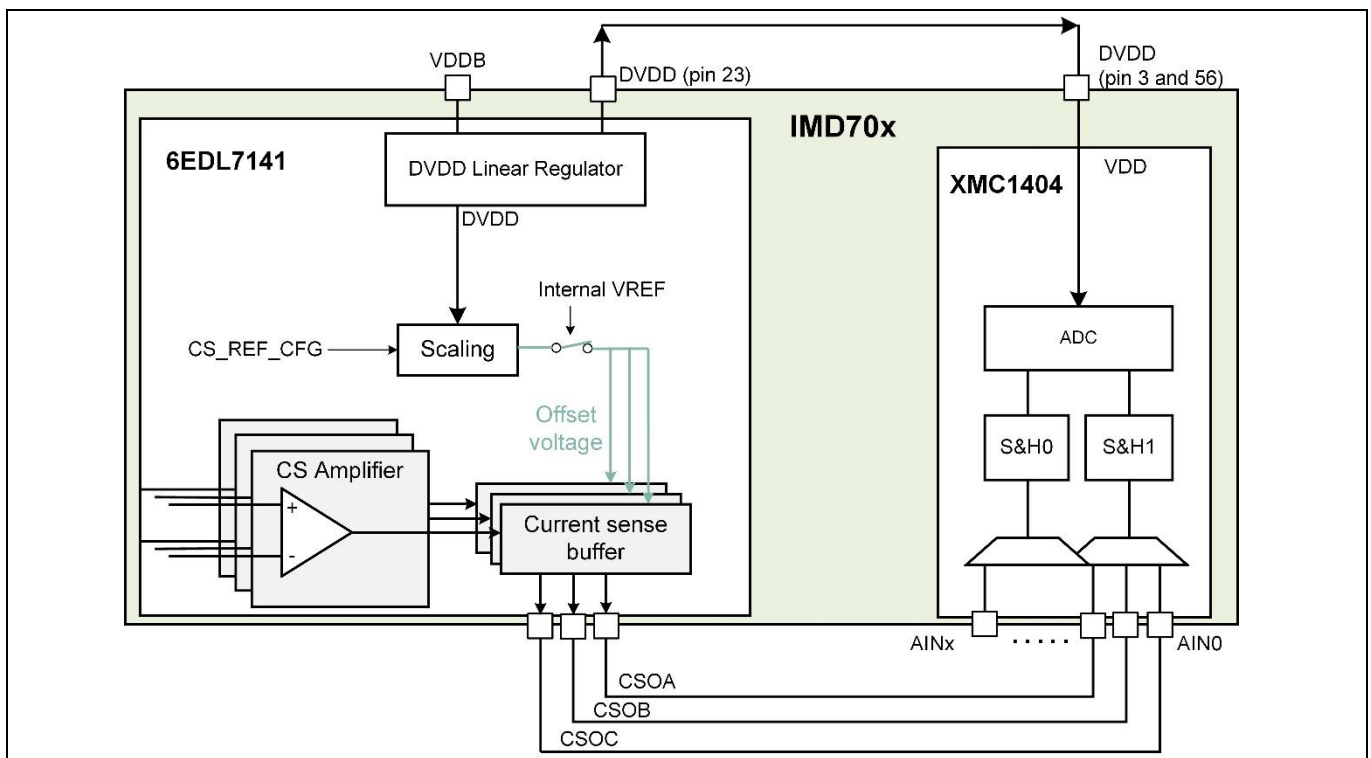 VDDB
DVDD (pin 23)
DVDD
(pin 3 and 56)
IMD70x
6EDL7141
DVDD Linear Regulator
XMC1404
VDD
DVDD
Internal VREF
CS_REF_CFG
Scaling
ADC
Offset
voltage
S&H0
S&H1
CS Amplifier
+
-
Current sense
buffer
AINx
.....
AIN0
CSOA
CSOB
CSOC